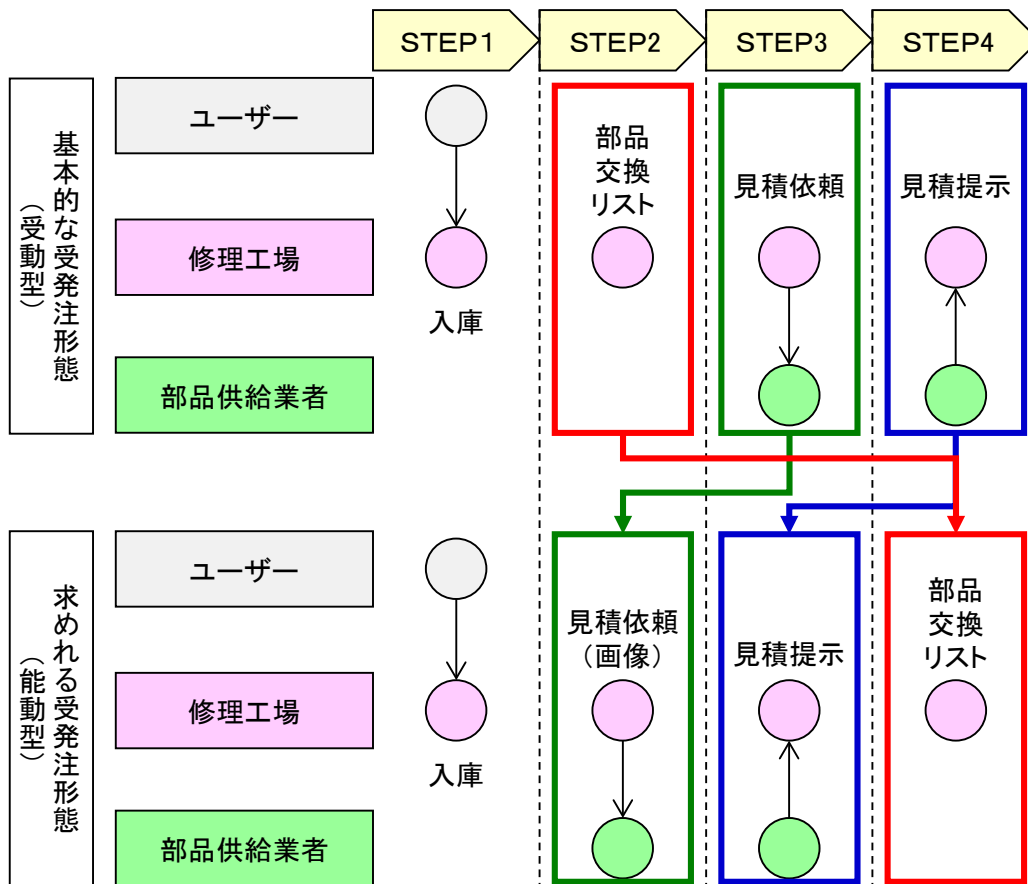 STEP1
STEP2
STEP3
STEP4
基本的な受発注形態
（受動型）
ユーザー
修理工場
部品供給業者
入庫
部品
交換
リスト
見積依頼
見積提示
求めれる受発注形態
（能動型）
ユーザー
修理工場
部品供給業者
入庫
見積依頼
（画像）
見積提示
部品
交換
リスト